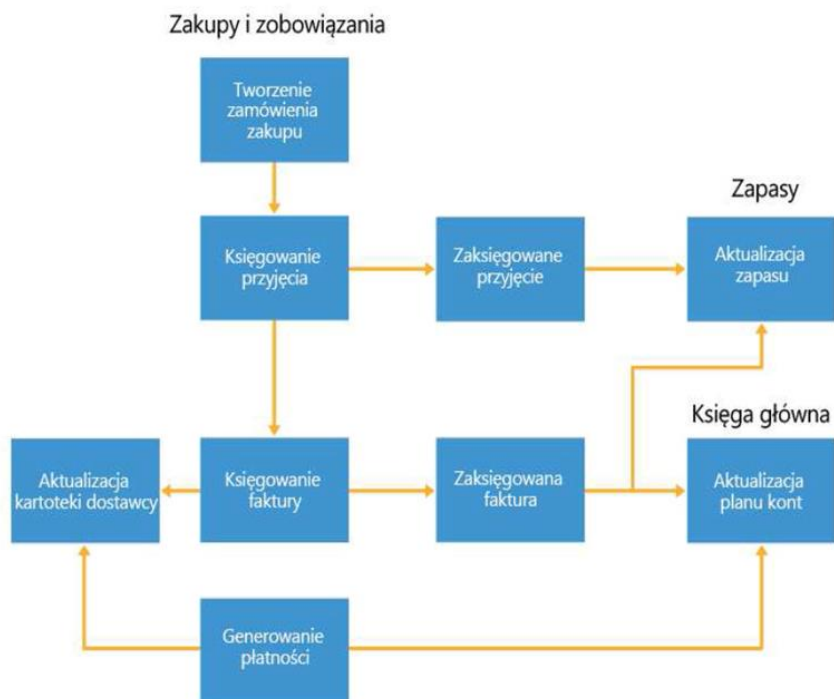 Zakupy i zobowiązania
Tworzenie
zamówienia
zakupu
Zapasy
Księgowanie
przyjęcia
Zaksięgowane
przyjęcie
Aktualizacja
zapasu
Księga główna
Aktualizacja
kartoteki dostawcy
Księgowanie
faktury
Zaksięgowana
faktura
Aktualizacja
planu kont
Generowanie
płatności